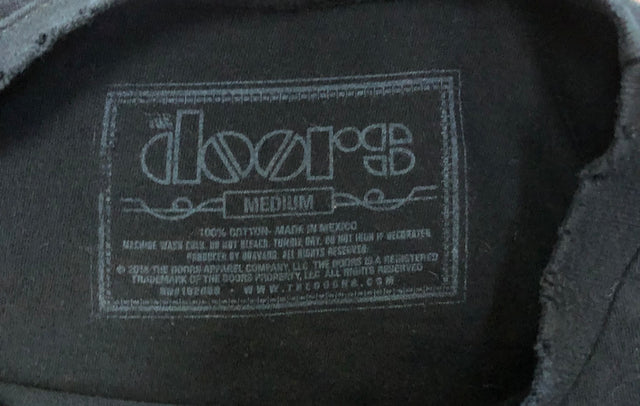 THE
doors
MEDIUM
100% COTTON- MADE IN MEXICO
MACHINE WASH COLD. DO NOT BLEACH. TUMBLE DRY. DO NOT IRON IF DECORATED.
PRODUCED BY BRAVADO. ALL RIGHTS RESERVED.
THE DOORS APPAREL COMPANY, LLC THE DOORS IS A REGISTERED
TRADEMARK OF THE DOORS PROPERTY, LLC ALL RIGHTS RESERVED
WWW.THEDOORS.COM